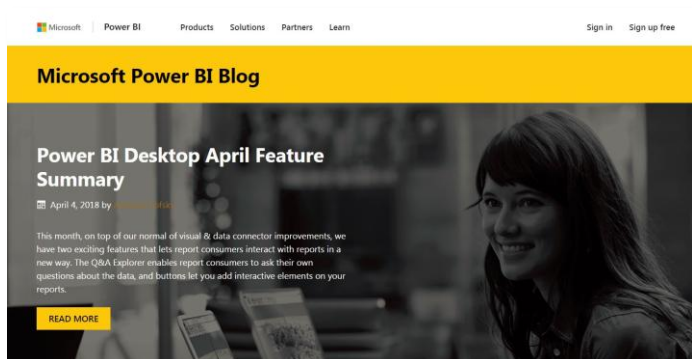 Microsoft Power BI Products Solutions Partners Learn Sign in Sign up free
Microsoft Power BI Blog
Power BI Desktop April Feature
Summary
April 4, 2018 by
This month, on top of our normal of visual & data connector improvements, we
have two exciting features that lets report consumers interact with reports in a
new way. The Q&A Explorer enables report consumers to ask their own
questions about the data, and buttons let you add interactive elements on your
reports.
READ MORE